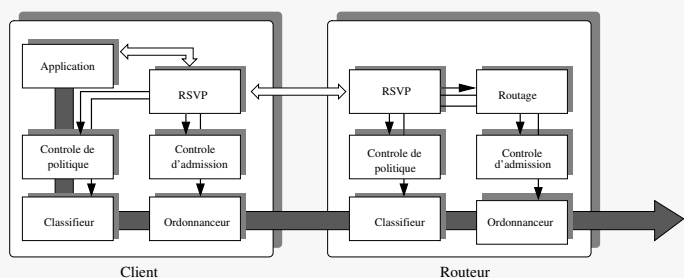 Application
RSVP
Controle de
politique
Controle
d'admission
Classifieur
Ordonnanceur
Client
RSVP
Routage
Controle
de
politique
Controle
d'admission
Classifieur
Ordonnanceur
Routeur